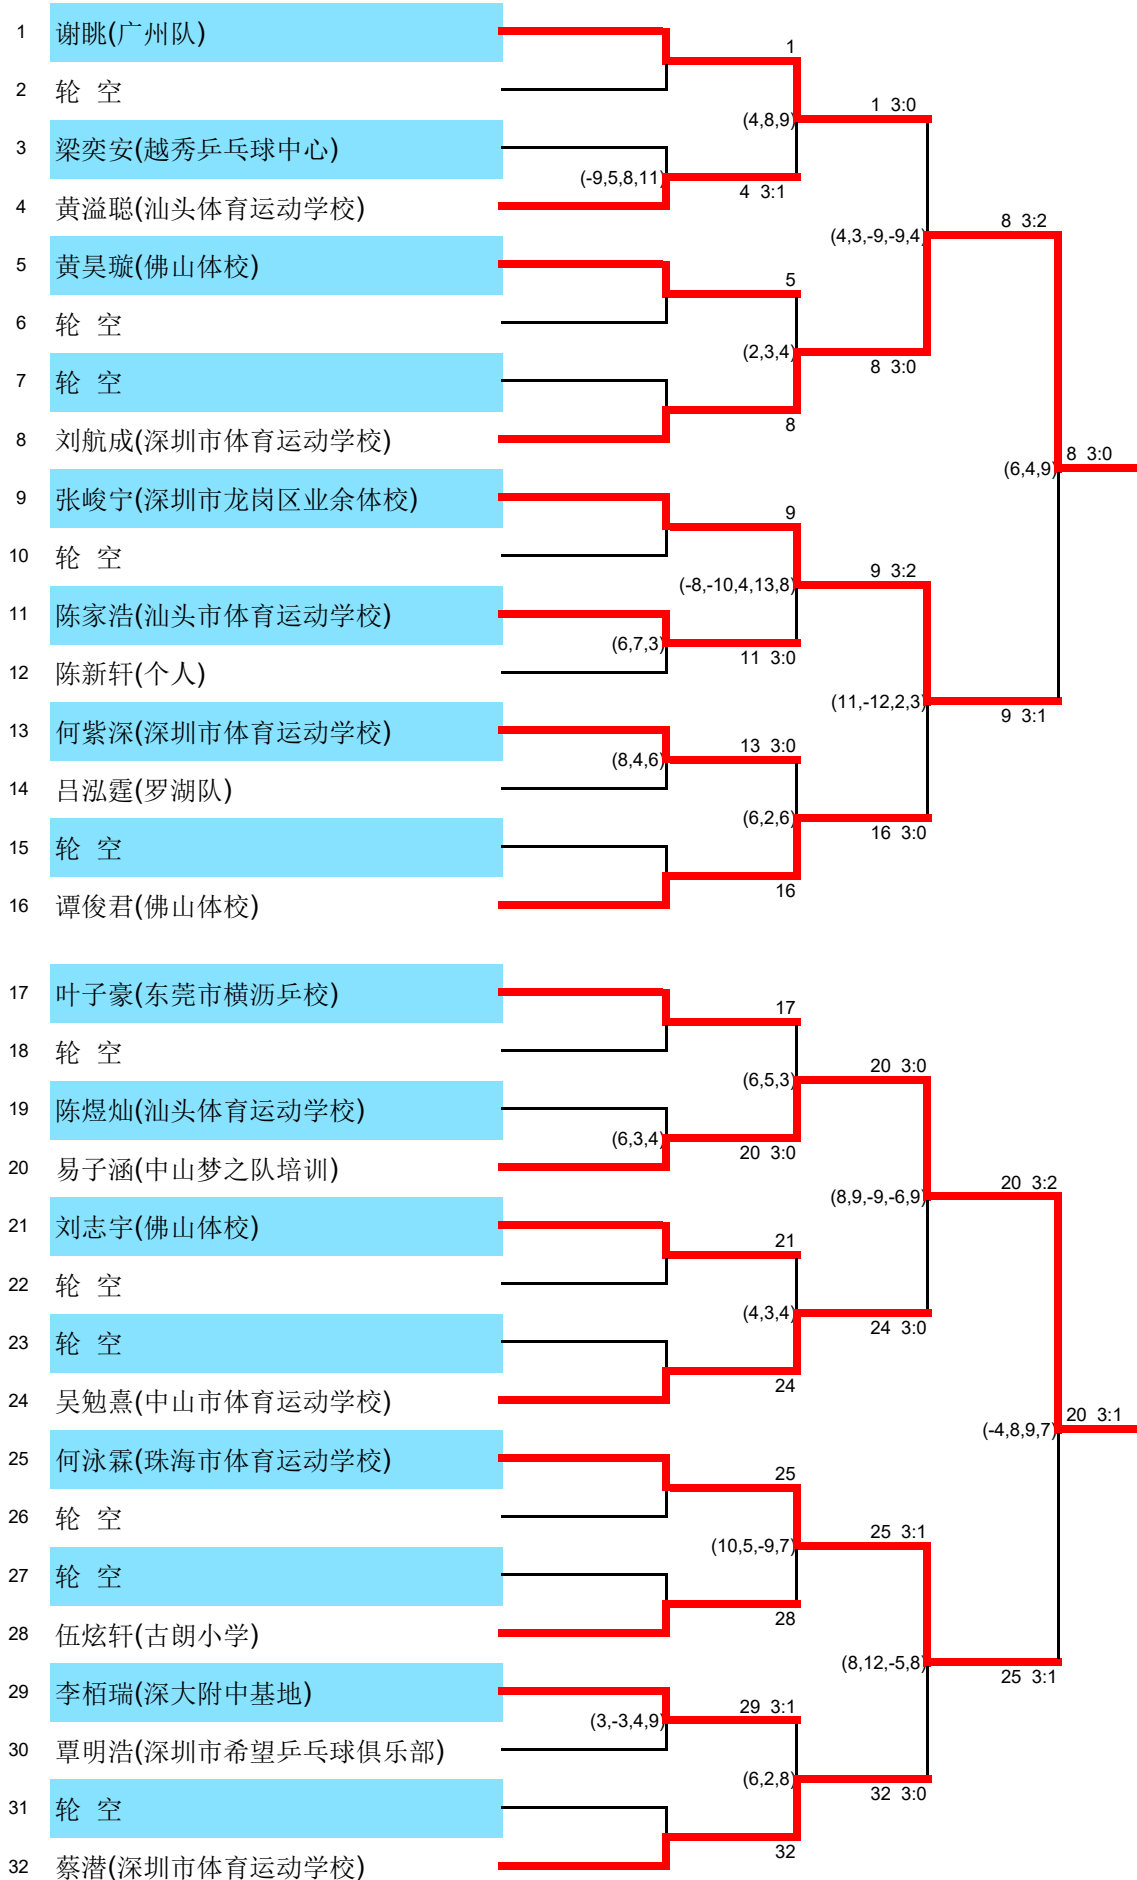 1 谢眺(广州队)
1
2 轮 空
(4,8,9)
1 3:0
3 梁奕安(越秀乒乓球中心)
(-9,5,8,11)
4 3:1
4 黄溢聪(汕头体育运动学校)
(4,3,-9,-9,4)
8 3:2
5 黄昊璇(佛山体校)
5
6 轮 空
(2,3,4)
8 3:0
7 轮 空
8
8 刘航成(深圳市体育运动学校)
(6,4,9)
8 3:0
9 张峻宁(深圳市龙岗区业余体校)
9
10 轮 空
(-8,-10,4,13,8)
9 3:2
11 陈家浩(汕头市体育运动学校)
(6,7,3)
11 3:0
12 陈新轩(个人)
(11,-12,2,3)
9 3:1
13 何紫深(深圳市体育运动学校)
(8,4,6)
13 3:0
14 吕泓霆(罗湖队)
(6,2,6)
16 3:0
15 轮 空
16
16 谭俊君(佛山体校)
17 叶子豪(东莞市横沥乒校)
17
18 轮 空
(6,5,3)
20 3:0
19 陈煜灿(汕头体育运动学校)
(6,3,4)
20 3:0
20 易子涵(中山梦之队培训)
(8,9,-9,-6,9)
20 3:2
21 刘志宇(佛山体校)
21
22 轮 空
(4,3,4)
24 3:0
23 轮 空
24
24 吴勉熹(中山市体育运动学校)
(-4,8,9,7)
20 3:1
25 何泳霖(珠海市体育运动学校)
25
26 轮 空
(10,5,-9,7)
25 3:1
27 轮 空
28
28 伍炫轩(古朗小学)
(8,12,-5,8)
25 3:1
29 李栢瑞(深大附中基地)
(3,-3,4,9)
29 3:1
30 覃明浩(深圳市希望乒乓球俱乐部)
(6,2,8)
32 3:0
31 轮 空
32
32 蔡潜(深圳市体育运动学校)